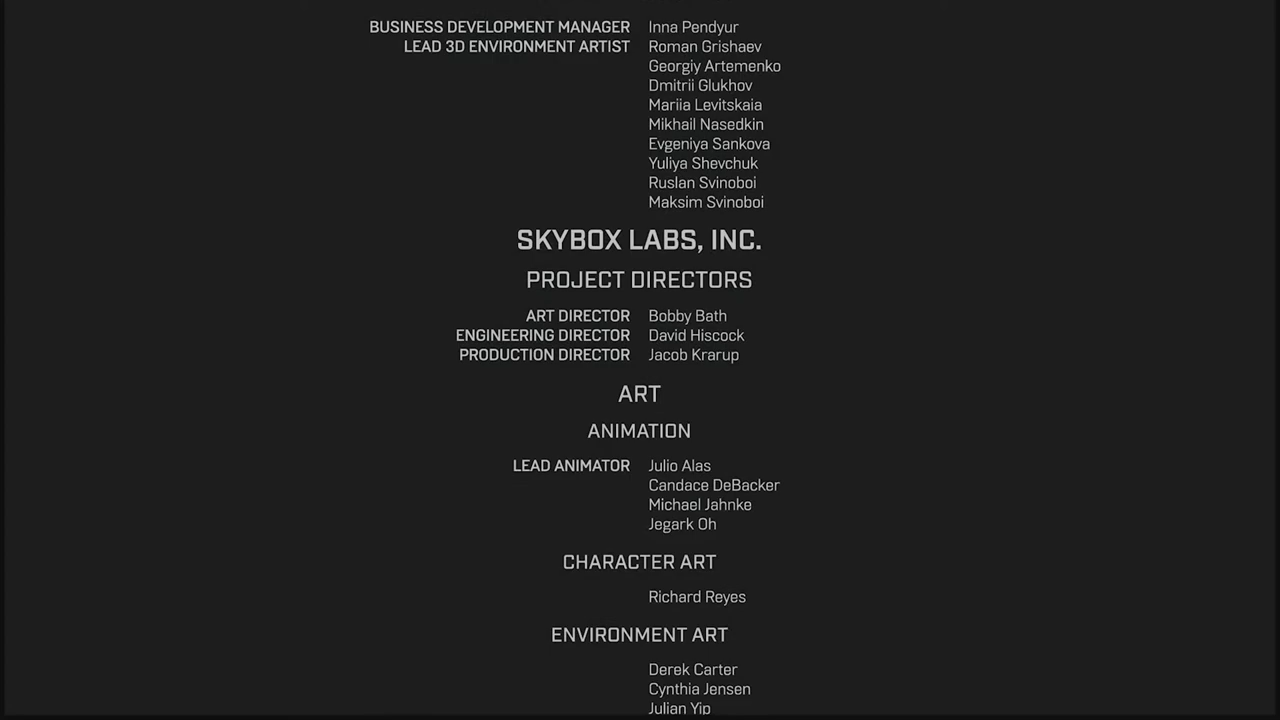 BUSINESS DEVELOPMENT MANAGER Inna Pendyur
LEAD 3D ENVIRONMENT ARTIST Roman Grishaev
Georgiy Artemenko
Dmitrii Glukhov
Mariia Levitskaia
Mikhail Nasedkin
Evgeniya Sankova
Yuliya Shevchuk
Ruslan Svinoboi
Maksim Svinoboi
SKYBOX LABS, INC.
PROJECT DIRECTORS
ART DIRECTOR Bobby Bath
ENGINEERING DIRECTOR David Hiscock
PRODUCTION DIRECTOR Jacob Krarup
ART
ANIMATION
LEAD ANIMATOR Julio Alas
Candace DeBacker
Michael Jahnke
Jegark Oh
CHARACTER ART
Richard Reyes
ENVIRONMENT ART
Derek Carter
Cynthia Jensen
Julian Yip